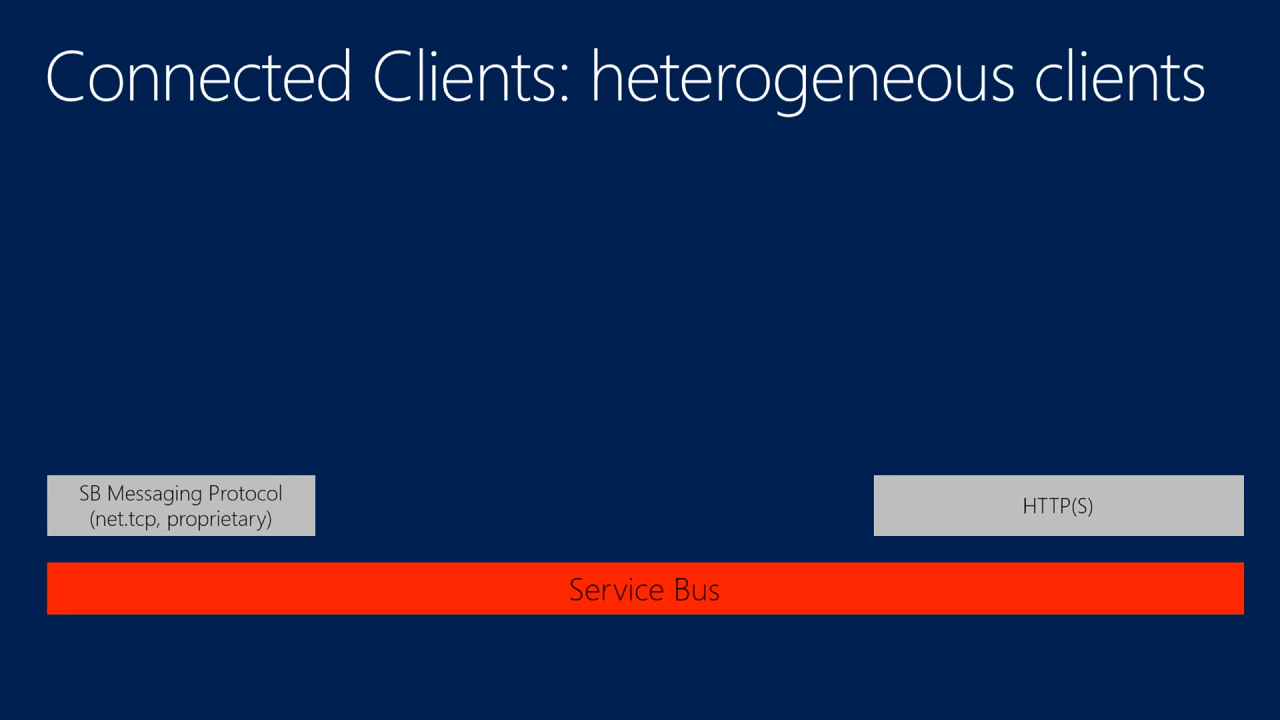 Connected Clients: heterogeneous clients
SB Messaging Protocol
(net.tcp, proprietary)
HTTP(S)
Service Bus